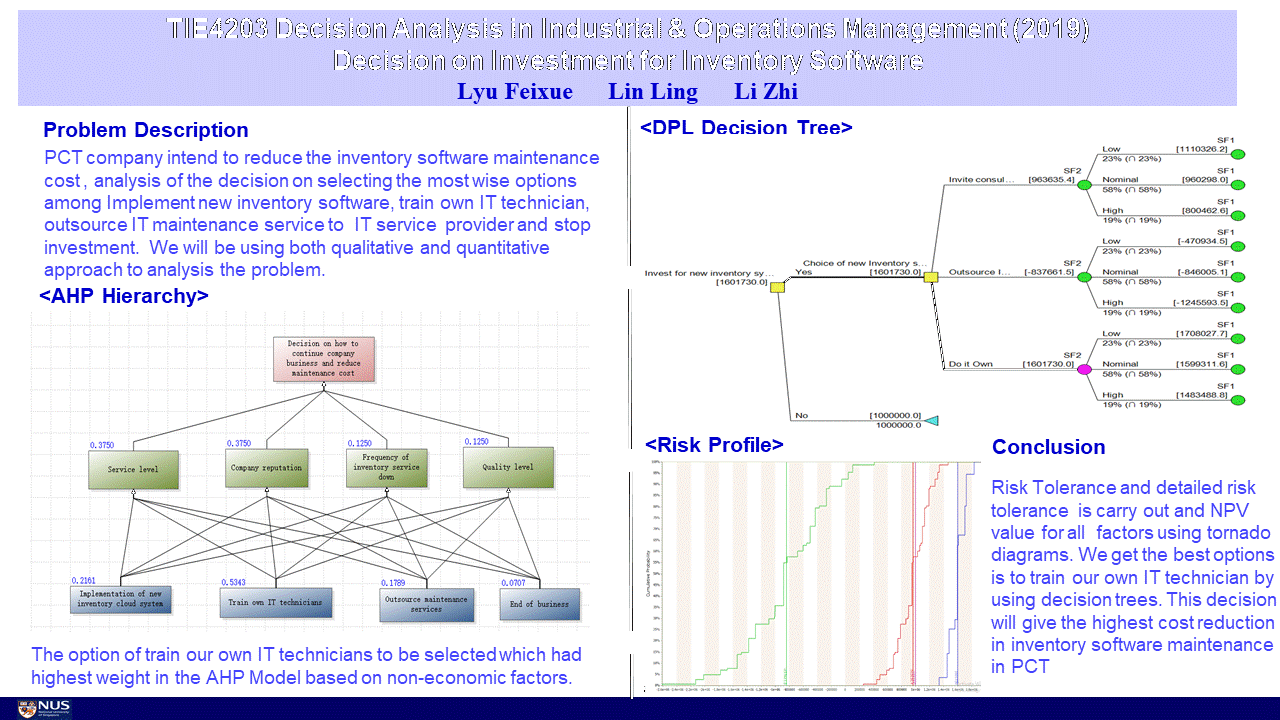 TIE4203 Decision Analysis in Industrial & Operations Management (2019)
Decision on Investment for Inventory Software
Lyu Feixue Lin Ling Li Zhi
Problem Description
PCT company intend to reduce the inventory software maintenance
cost , analysis of the decision on selecting the most wise options
among Implement new inventory software, train own IT technician,
outsource IT maintenance service to IT service provider and stop
investment. We will be using both qualitative and quantitative
approach to analysis the problem.
<AHP Hierarchy>
Decision on how to
continue company
business and reduce
maintenance cost
0.3750
Service level
0.3750
Company reputation
0.1250
Frequency of
inventory service
down
0.1250
Quality level
0.2161
Implementation of new
inventory cloud system
0.5343
Train own IT technicians
0.1789
Outsource maintenance
services
0.0707
End of business
The option of train our own IT technicians to be selected which had
highest weight in the AHP Model based on non-economic factors.
<DPL Decision Tree>
Invest for new inventory sy...
[1601730.0]
Choice of new Inventory s...
Yes [1601730.0]
Invite consul... [963635.4]
SF2
Low [1110326.2]
SF1
23% (∩ 23%)
Nominal [960298.0]
SF1
58% (∩ 58%)
High [800462.6]
SF1
19% (∩ 19%)
Outsource I... [-837661.5]
SF2
Low [-470934.5]
SF1
23% (∩ 23%)
Nominal [-846005.1]
SF1
58% (∩ 58%)
High [-1245593.5]
SF1
19% (∩ 19%)
Do it Own [1601730.0]
SF2
Low [1708027.7]
SF1
23% (∩ 23%)
Nominal [1599311.6]
SF1
58% (∩ 58%)
High [1483488.8]
SF1
19% (∩ 19%)
No [1000000.0]
1000000.0
<Risk Profile>
Cumulative Probability
Conclusion
Risk Tolerance and detailed risk
tolerance is carry out and NPV
value for all factors using tornado
diagrams. We get the best options
is to train our own IT technician by
using decision trees. This decision
will give the highest cost reduction
in inventory software maintenance
in PCT
NUS
National University
of Singapore